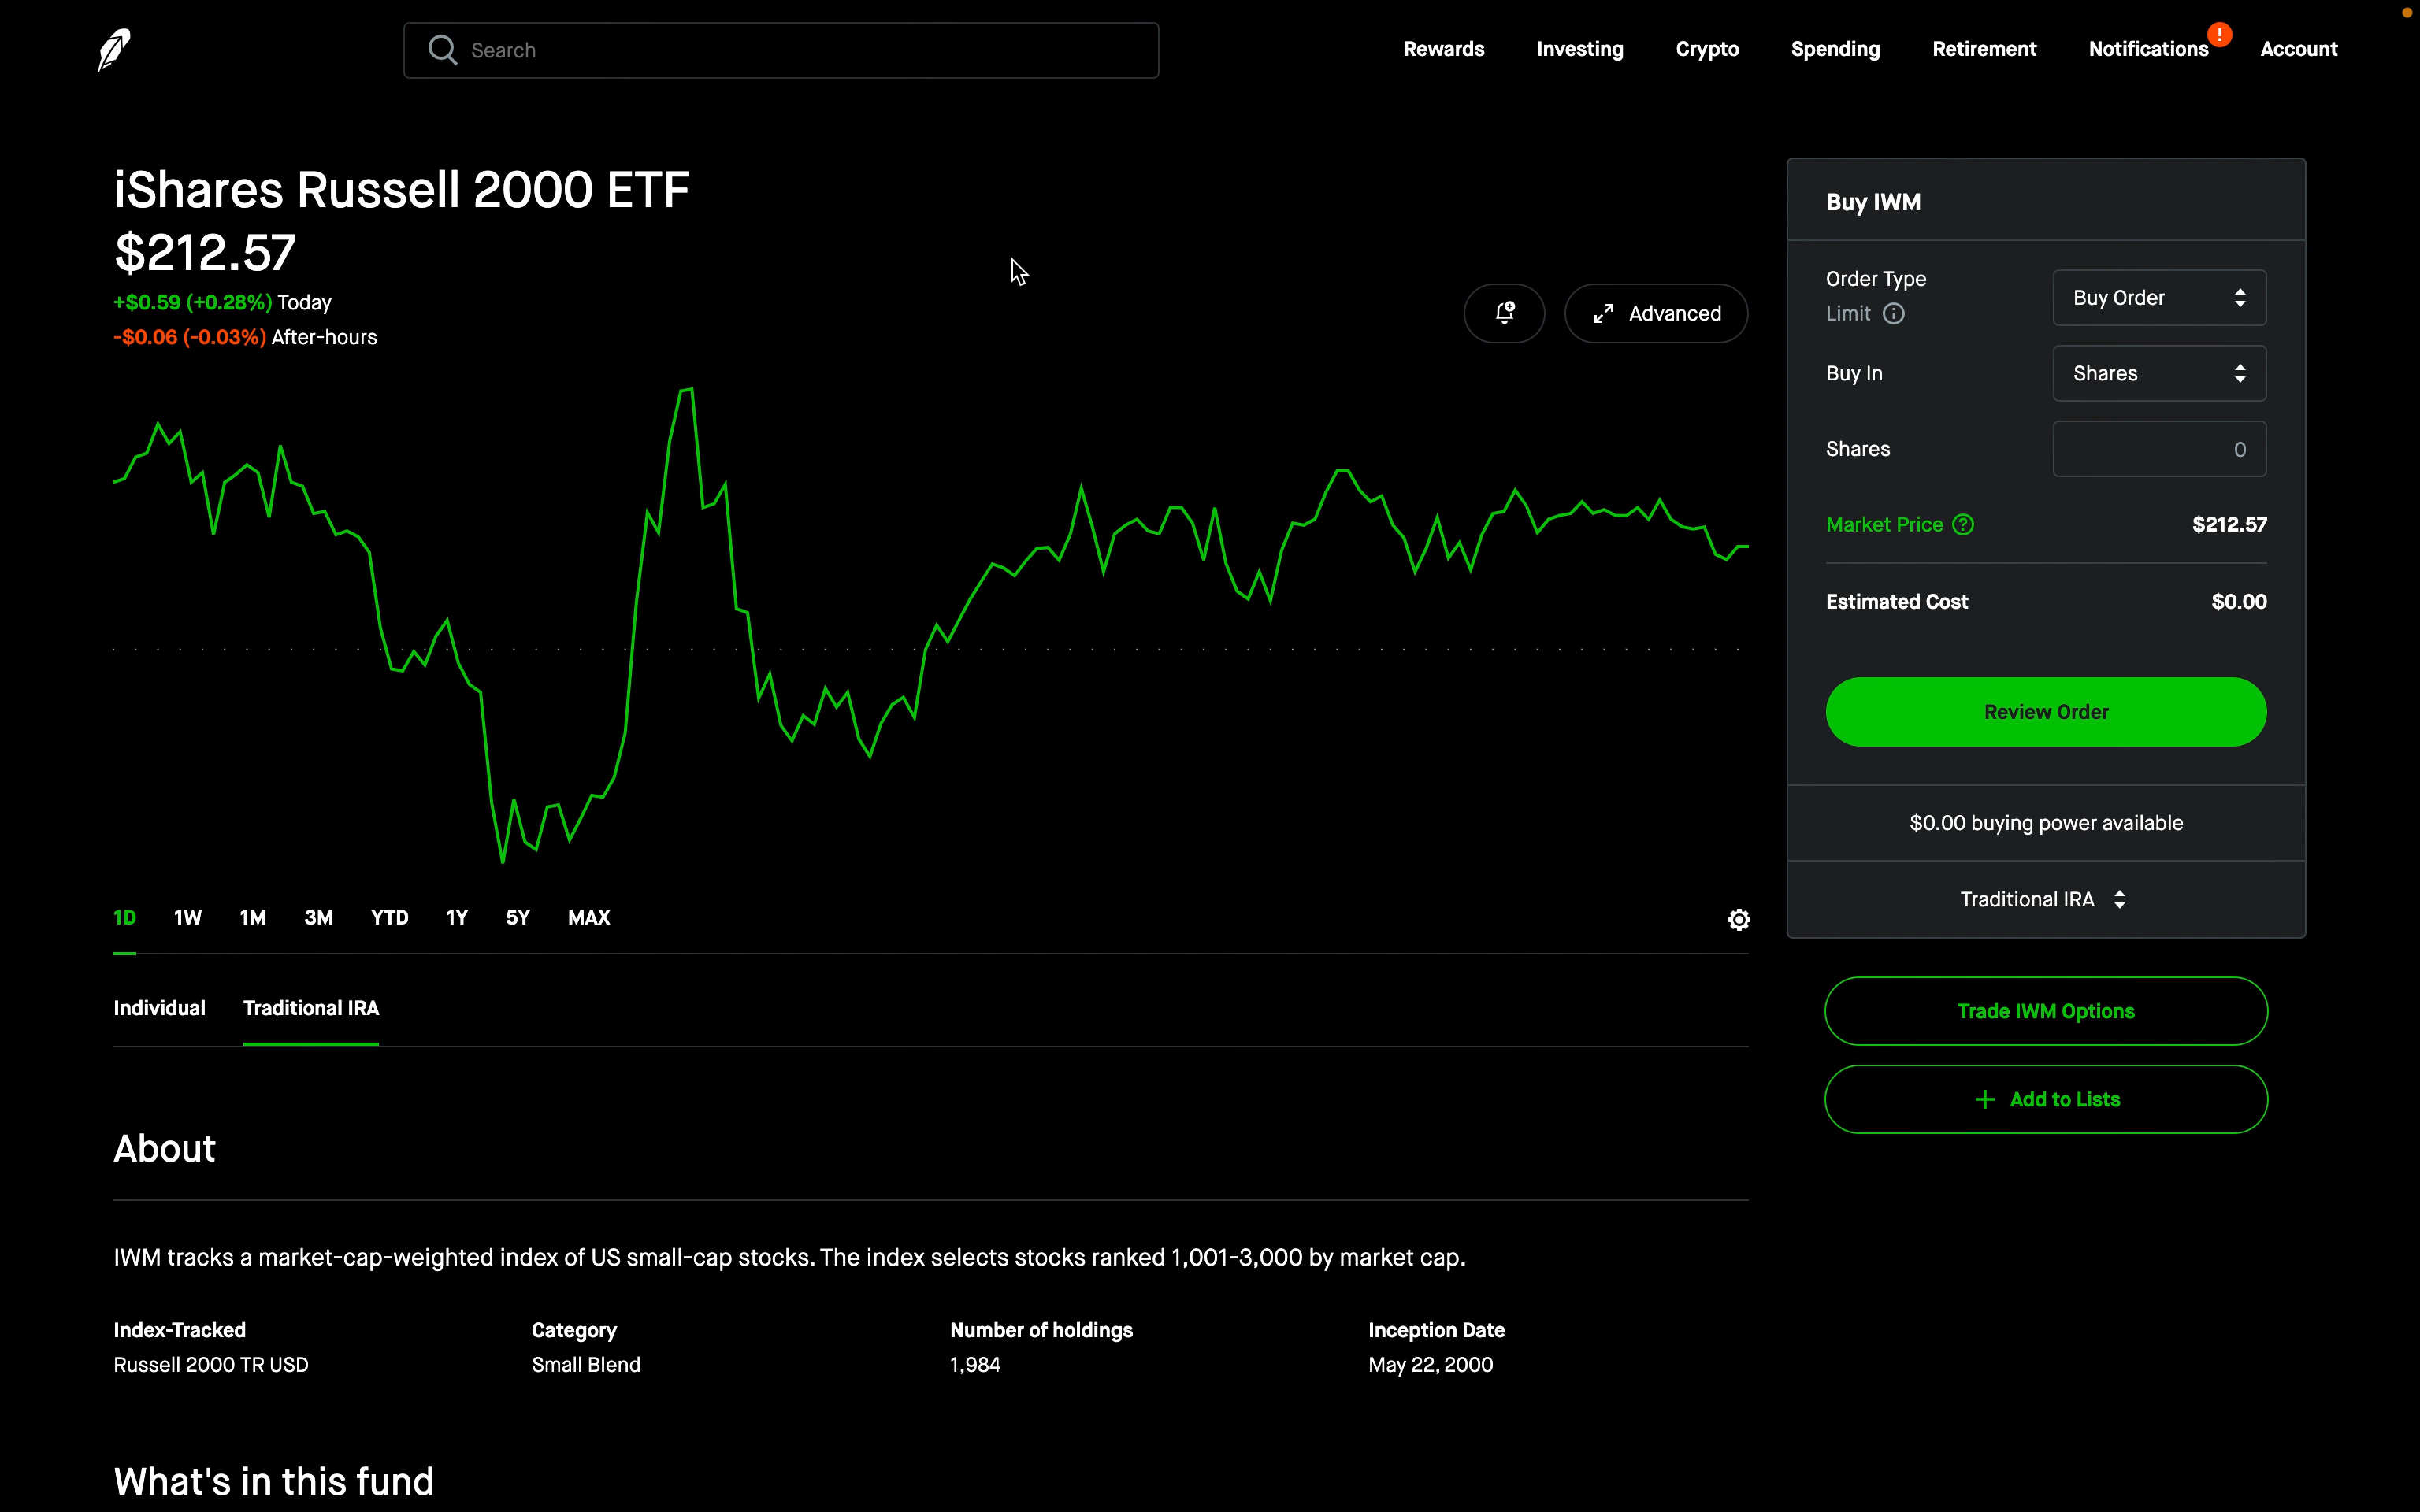 Search
Rewards
Investing
Crypto
Spending
Retirement
Notifications
!
Account
iShares Russell 2000 ETF
$212.57
+$0.59 (+0.28%) Today
-$0.06 (-0.03%) After-hours
Advanced
1D
1W
1M
3M
YTD
1Y
5Y
MAX
Individual
Traditional IRA
About
IWM tracks a market-cap-weighted index of US small-cap stocks. The index selects stocks ranked 1,001-3,000 by market cap.
Index-Tracked
Russell 2000 TR USD
Category
Small Blend
Number of holdings
1,984
Inception Date
May 22, 2000
What's in this fund
Buy IWM
Order Type
Limit
Buy Order
Buy In
Shares
Shares
0
Market Price
$212.57
Estimated Cost
$0.00
Review Order
$0.00 buying power available
Traditional IRA
Trade IWM Options
+ Add to Lists